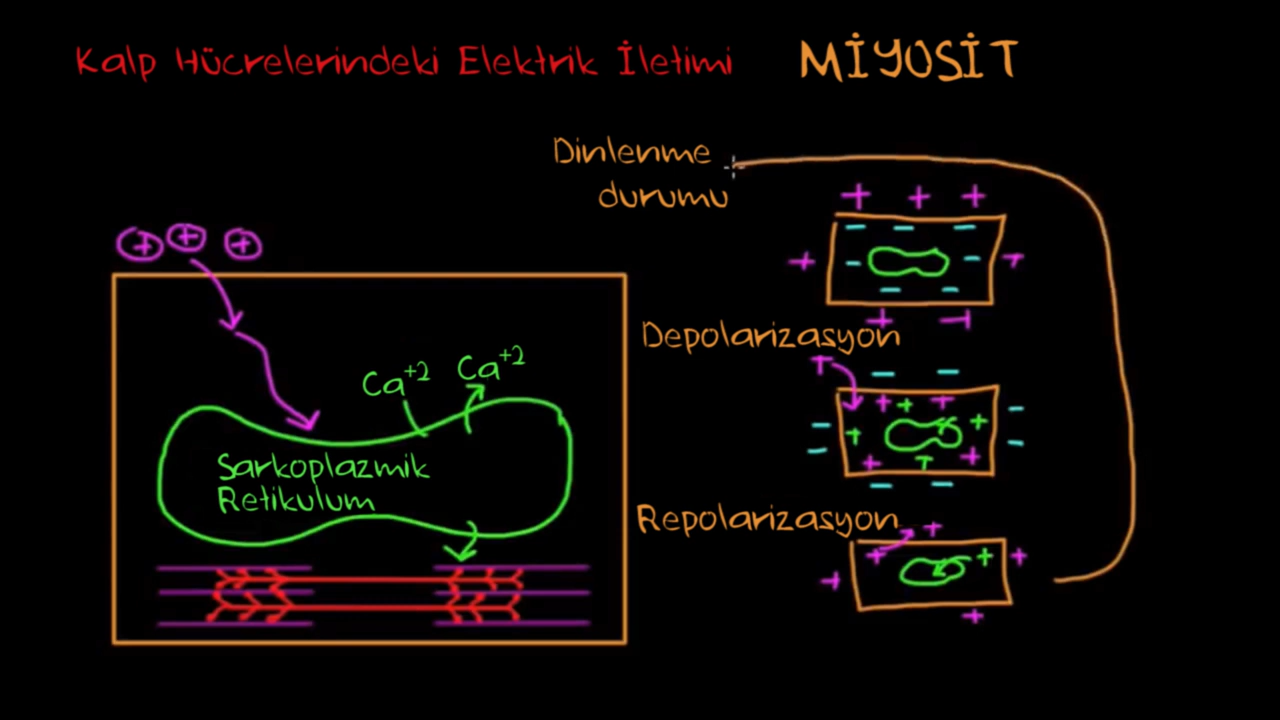 Kalp Hücrelerindeki Elektrik İletimi MİYOSİT
Dinlenme
durumu
Depolarizasyon
Ca+2 Ca+2
Sarkoplazmik
Retikulum
Repolarizasyon